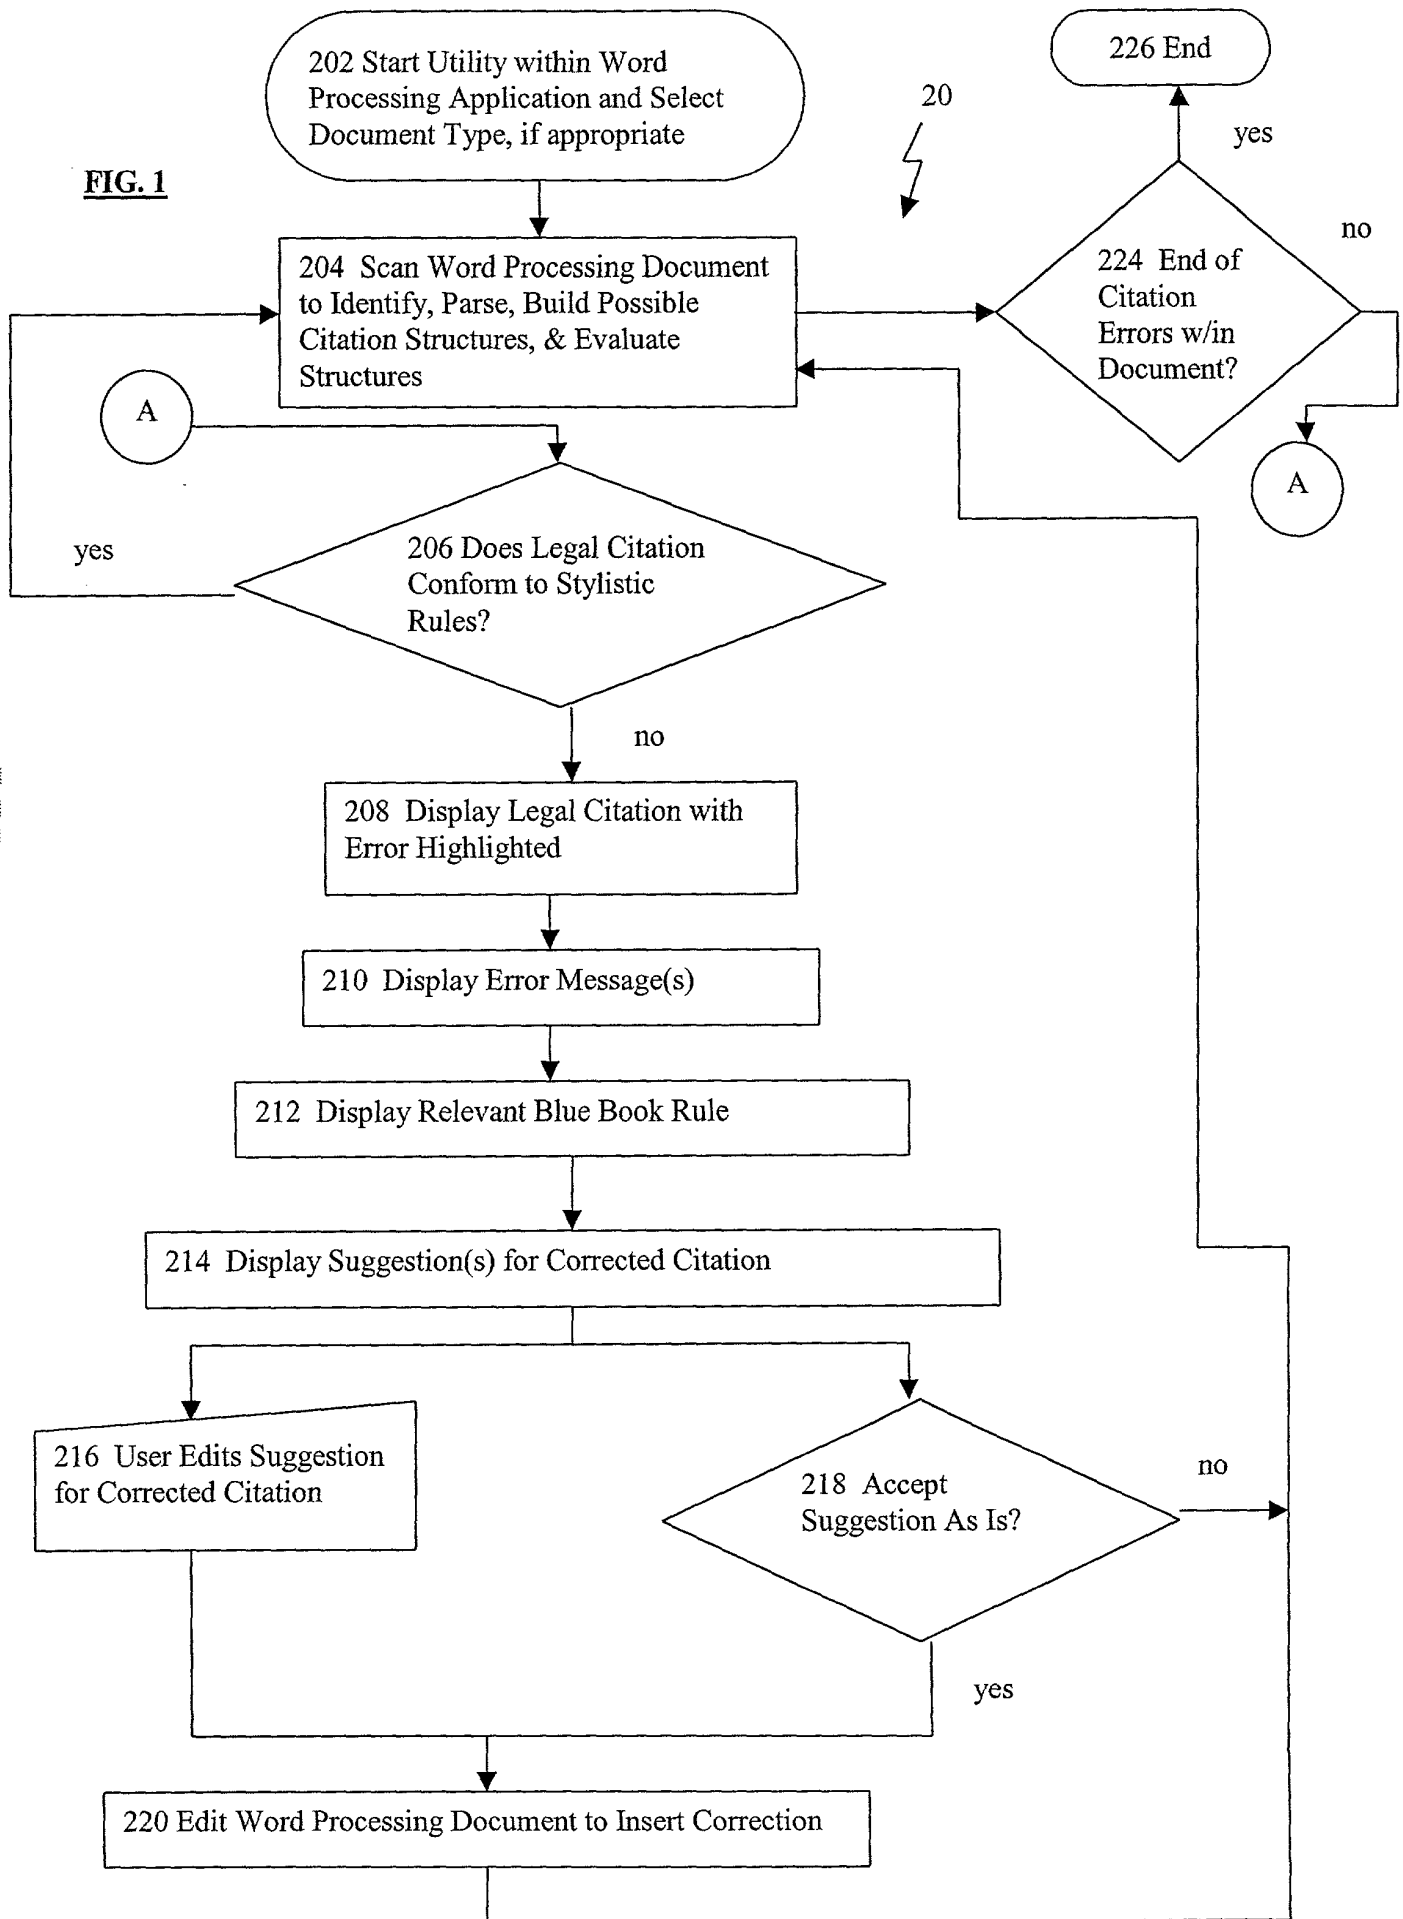 202 Start Utility within Word
Processing Application and Select
Document Type, if appropriate
226 End
20
yes
FIG. 1
no
204 Scan Word Processing Document
to Identify, Parse, Build Possible
Citation Structures, & Evaluate
Structures
224 End of
Citation
Errors w/in
Document?
A
A
yes
206 Does Legal Citation
Conform to Stylistic
Rules?
no
208 Display Legal Citation with
Error Highlighted
210 Display Error Message(s)
212 Display Relevant Blue Book Rule
214 Display Suggestion(s) for Corrected Citation
216 User Edits Suggestion
for Corrected Citation
218 Accept
Suggestion As Is?
no
yes
220 Edit Word Processing Document to Insert Correction